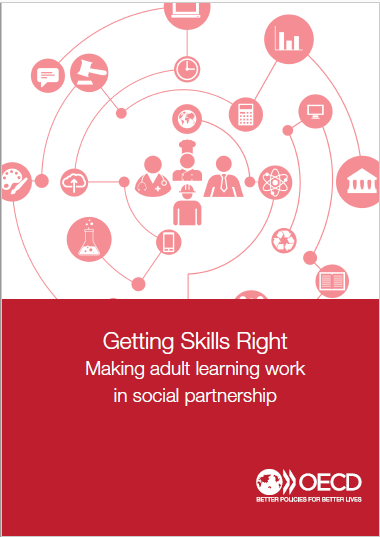 Getting Skills Right
Making adult learning work
in social partnership
OECD
BETTER POLICIES FOR BETTER LIVES